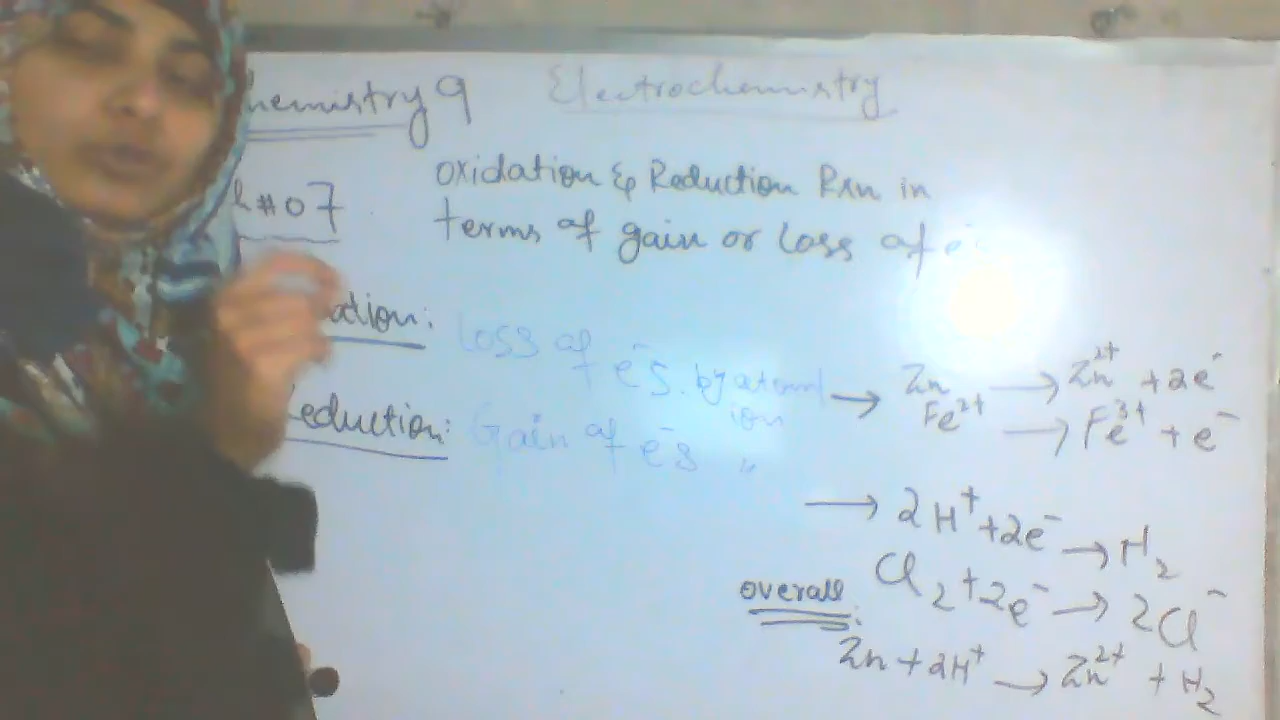 hemistry 9 Electrochemistry
h#07
Oxidation & Reduction Rxn in
terms of gain or loss of e
ation: Loss of e⁻s. by atom/
ion
eduction: Gain of e⁻s "
→ Zn → Zn²⁺ + 2e⁻
Fe²⁺ → Fe³⁺ + e⁻
→ 2H⁺ + 2e⁻ → H₂
Cl₂ + 2e⁻ → 2Cl⁻
overall:
Zn + 2H⁺ → Zn²⁺ + H₂